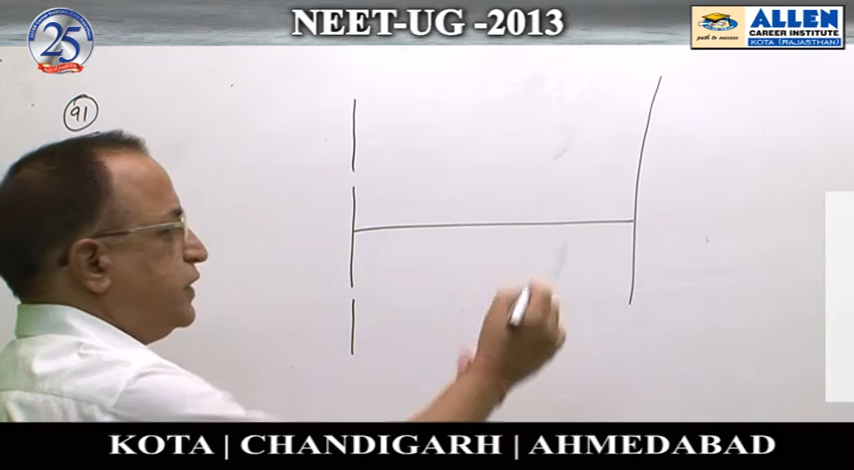 NEET-UG -2013
25
path to success
ALLEN
CAREER INSTITUTE
KOTA (RAJASTHAN)
91
KOTA | CHANDIGARH | AHMEDABAD